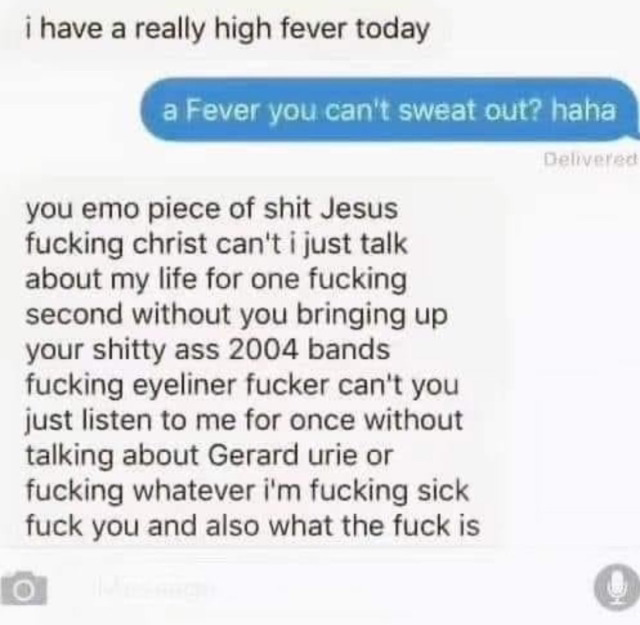 i have a really high fever today
a Fever you can't sweat out? haha
Delivered
you emo piece of shit Jesus
fucking christ can't i just talk
about my life for one fucking
second without you bringing up
your shitty ass 2004 bands
fucking eyeliner fucker can't you
just listen to me for once without
talking about Gerard urie or
fucking whatever i'm fucking sick
fuck you and also what the fuck is